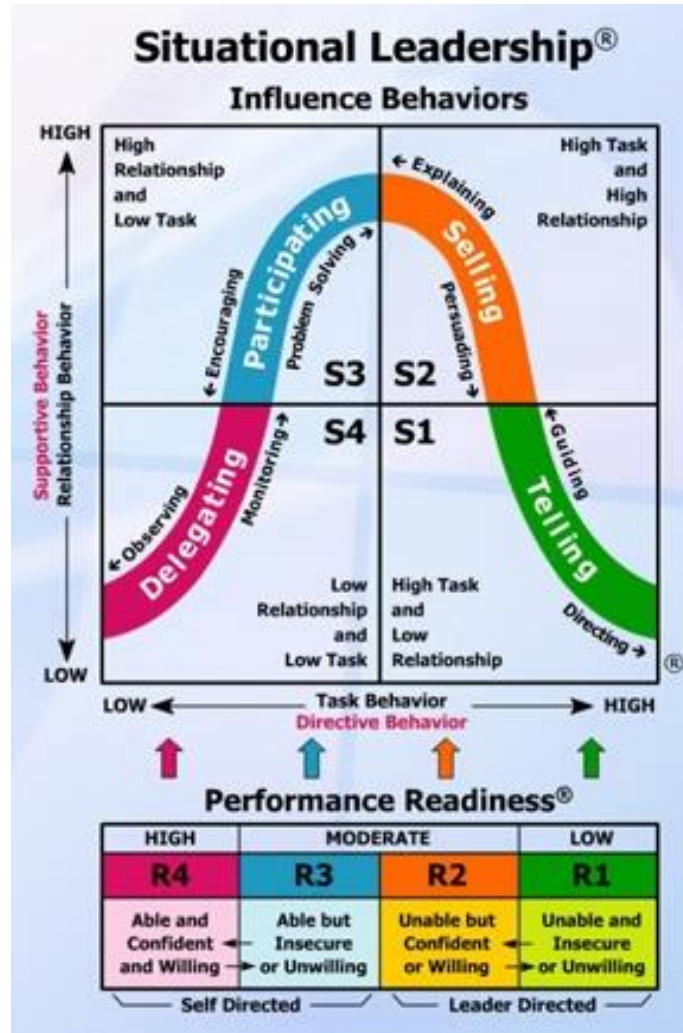 Situational Leadership®
Influence Behaviors
HIGH
High
Relationship
and
Low Task
High Task
and
High
Relationship
← Explaining
Selling
Persuading →
Participating
← Encouraging
Problem Solving →
S3
S2
Supportive Behavior
Relationship Behavior
S4
S1
Delegating
← Observing
Monitoring →
← Guiding
Telling
Directing →
Low
Relationship
and
Low Task
High Task
and
Low
Relationship
LOW
®
LOW
Task Behavior
HIGH
Directive Behavior
Performance Readiness®
HIGH
MODERATE
LOW
R4
R3
R2
R1
Able and
Confident
and Willing
Able but
Insecure
or Unwilling
Unable but
Confident
or Willing
Unable and
Insecure
or Unwilling
Self Directed
Leader Directed